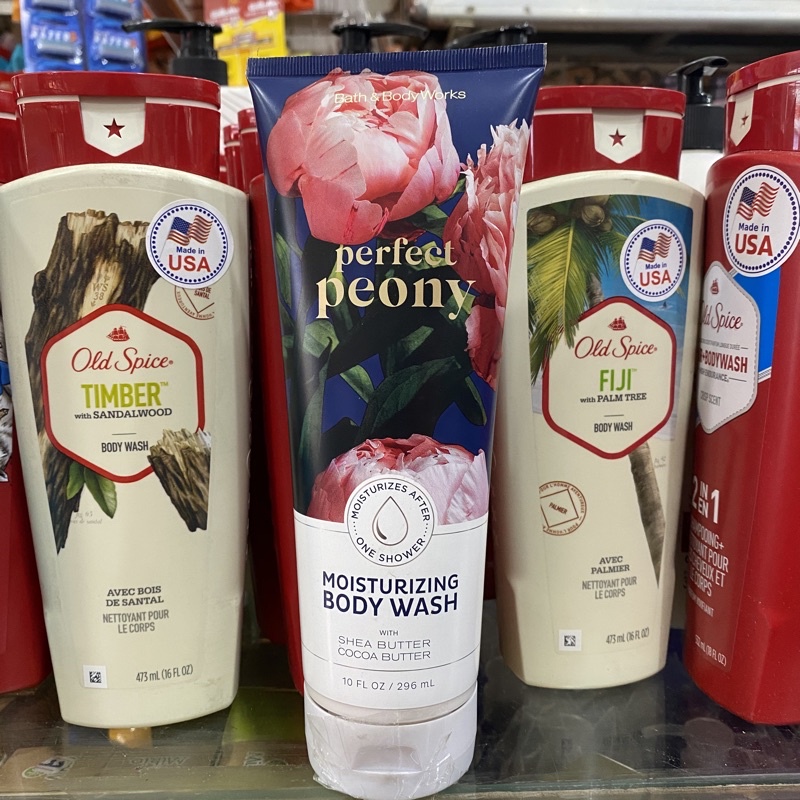 Made in
USA
Old Spice
TIMBER™
with SANDALWOOD
BODY WASH
AVEC BOIS
DE SANTAL
NETTOYANT POUR
LE CORPS
473 mL (16 FL OZ)
Bath & Body Works
perfect
peony
MOISTURIZES AFTER
ONE SHOWER
MOISTURIZING
BODY WASH
WITH
SHEA BUTTER
COCOA BUTTER
10 FL OZ / 296 mL
Made in
USA
Old Spice
FIJI™
with PALM TREE
BODY WASH
PALMIER
AVEC
PALMIER
NETTOYANT POUR
LE CORPS
473 mL (16 FL OZ)
Made in
USA
Old Spice
+BODYWASH
2 IN
EN 1